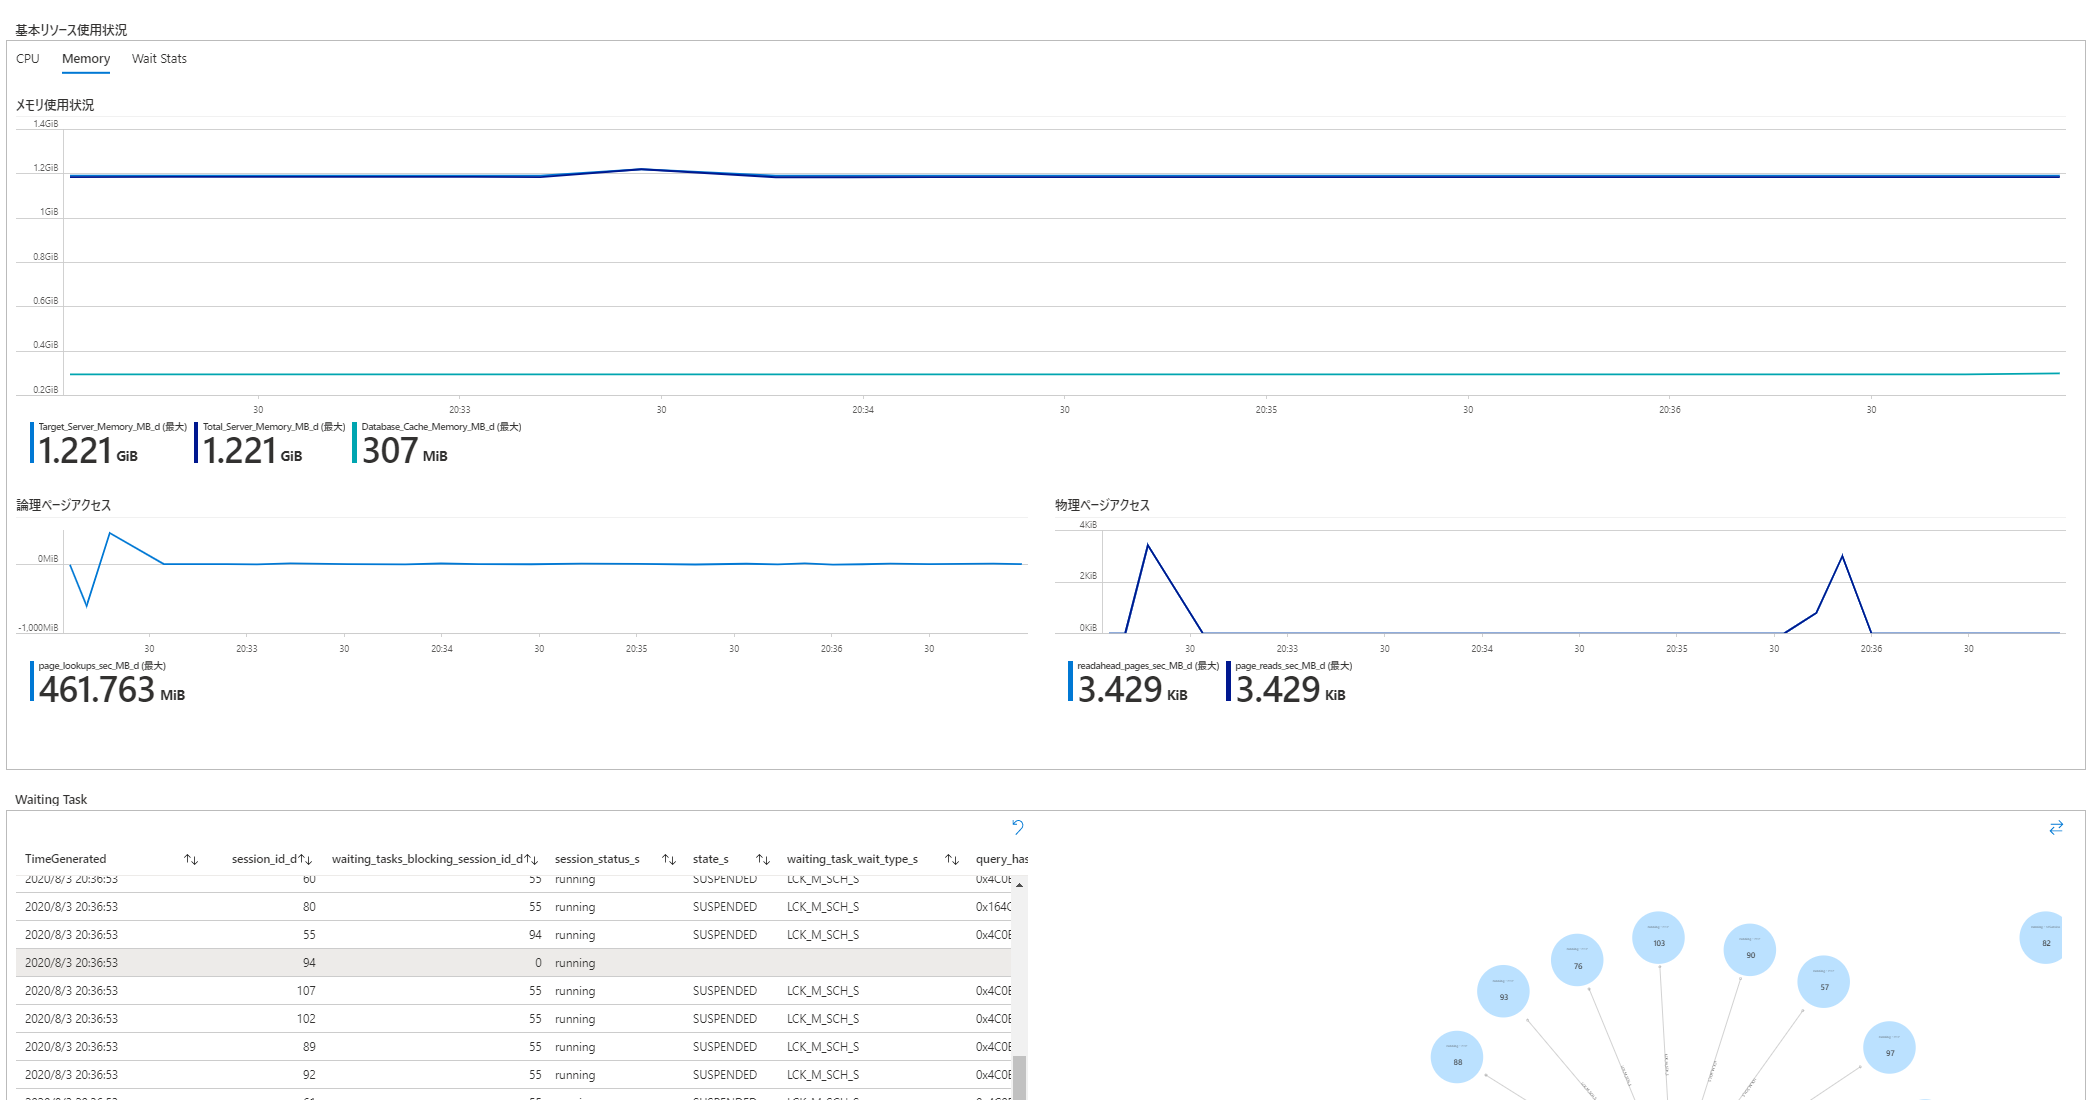 基本リソース使用状況
CPU Memory Wait Stats
メモリ使用状況
1.4GiB
1.2GiB
1GiB
0.8GiB
0.6GiB
0.4GiB
0.2GiB
30 20:33 30 20:34 30 20:35 30 20:36 30
Target_Server_Memory_MB_d (最大) Total_Server_Memory_MB_d (最大) Database_Cache_Memory_MB_d (最大)
1.221 GiB 1.221 GiB 307 MiB
論理ページアクセス
0MiB
-1,000MiB
30 20:33 30 20:34 30 20:35 30 20:36 30
page_lookups_sec_MB_d (最大)
461.763 MiB
物理ページアクセス
4KiB
2KiB
0KiB
30 20:33 30 20:34 30 20:35 30 20:36 30
readahead_pages_sec_MB_d (最大) page_reads_sec_MB_d (最大)
3.429 KiB 3.429 KiB
Waiting Task
TimeGenerated session_id_d waiting_tasks_blocking_session_id_d session_status_s state_s waiting_task_wait_type_s query_has
2020/8/3 20:36:53 60 55 running SUSPENDED LCK_M_SCH_S 0x4C0E
2020/8/3 20:36:53 80 55 running SUSPENDED LCK_M_SCH_S 0x164C
2020/8/3 20:36:53 55 94 running SUSPENDED LCK_M_SCH_S 0x4C0E
2020/8/3 20:36:53 94 0 running
2020/8/3 20:36:53 107 55 running SUSPENDED LCK_M_SCH_S 0x4C0E
2020/8/3 20:36:53 102 55 running SUSPENDED LCK_M_SCH_S 0x4C0E
2020/8/3 20:36:53 89 55 running SUSPENDED LCK_M_SCH_S 0x4C0E
2020/8/3 20:36:53 92 55 running SUSPENDED LCK_M_SCH_S 0x4C0E
103
82
90
76
57
93
97
88